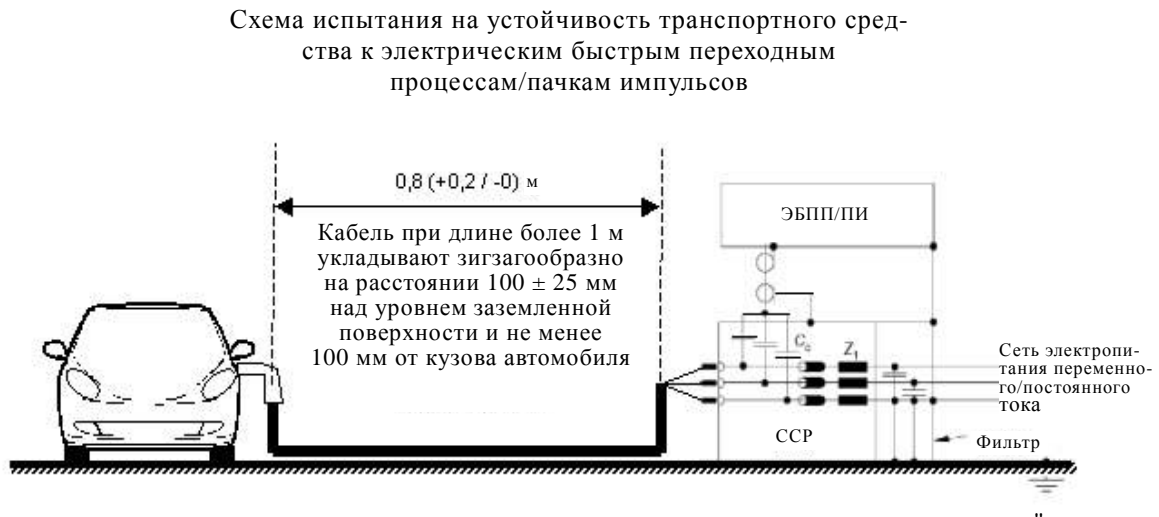 Схема испытания на устойчивость транспортного сред-
ства к электрическим быстрым переходным
процессам/пачкам импульсов
0,8 (+0,2 / -0) м
Кабель при длине более 1 м
укладывают зигзагообразно
на расстоянии 100 ± 25 мм
над уровнем заземленной
поверхности и не менее
100 мм от кузова автомобиля
ЭБПП/ПИ
Cc
Z1
Сеть электропи-
тания переменно-
го/постоянного
тока
ССР
Фильтр